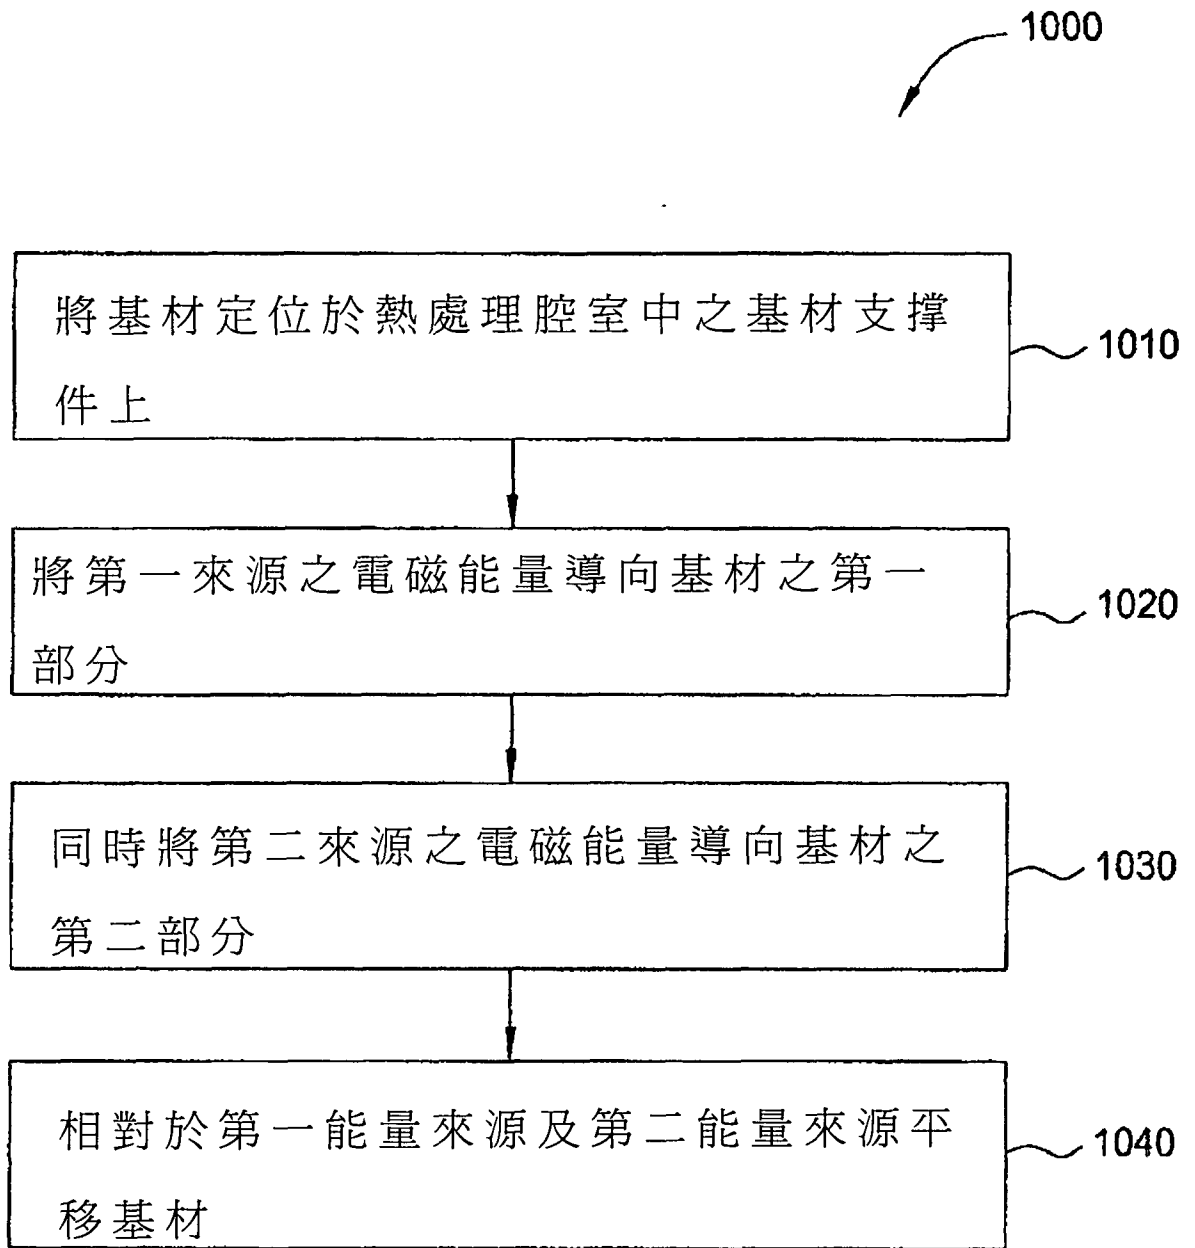 1000
將基材定位於熱處理腔室中之基材支撐
件上
1010
將第一來源之電磁能量導向基材之第一
部分
1020
同時將第二來源之電磁能量導向基材之
第二部分
1030
相對於第一能量來源及第二能量來源平
移基材
1040